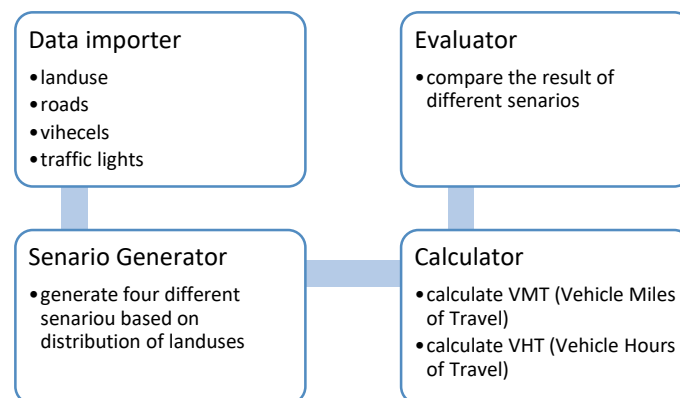 Data importer
•landuse
•roads
•vihecels
•traffic lights
Senario Generator
•generate four different
senariou based on
distribution of landuses
Calculator
•calculate VMT (Vehicle Miles
of Travel)
•calculate VHT (Vehicle Hours
of Travel)
Evaluator
•compare the result of
different senarios